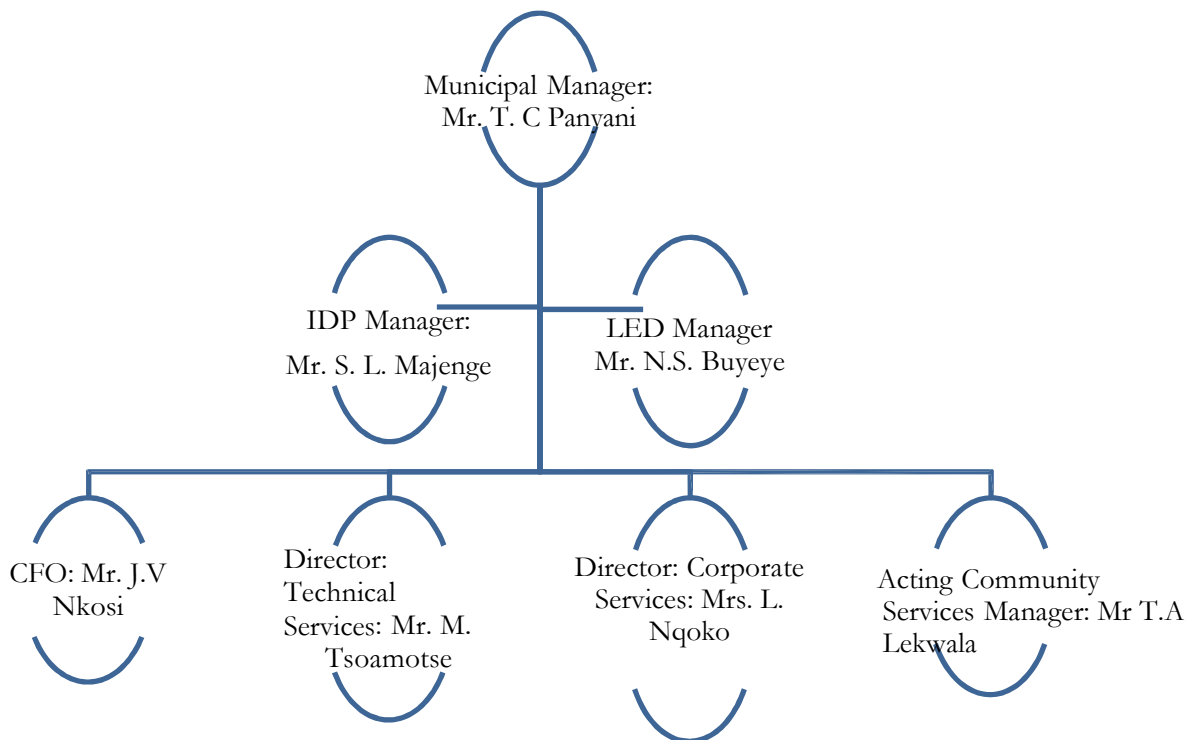 Municipal Manager:
Mr. T. C Panyani
IDP Manager:
Mr. S. L. Majenge
LED Manager
Mr. N.S. Buyeye
CFO: Mr. J.V
Nkosi
Director:
Technical
Services: Mr. M.
Tsoamotse
Director: Corporate
Services: Mrs. L.
Nqoko
Acting Community
Services Manager: Mr T.A
Lekwala